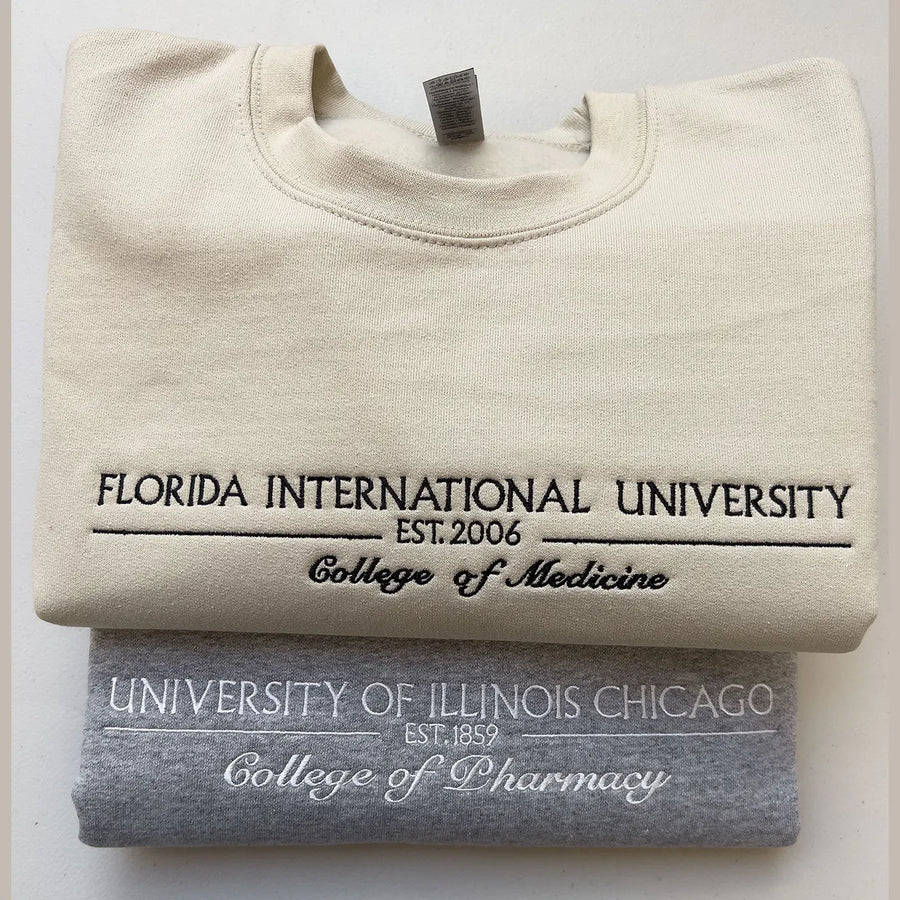 FLORIDA INTERNATIONAL UNIVERSITY
EST. 2006
College of Medicine
UNIVERSITY OF ILLINOIS CHICAGO
EST. 1859
College of Pharmacy